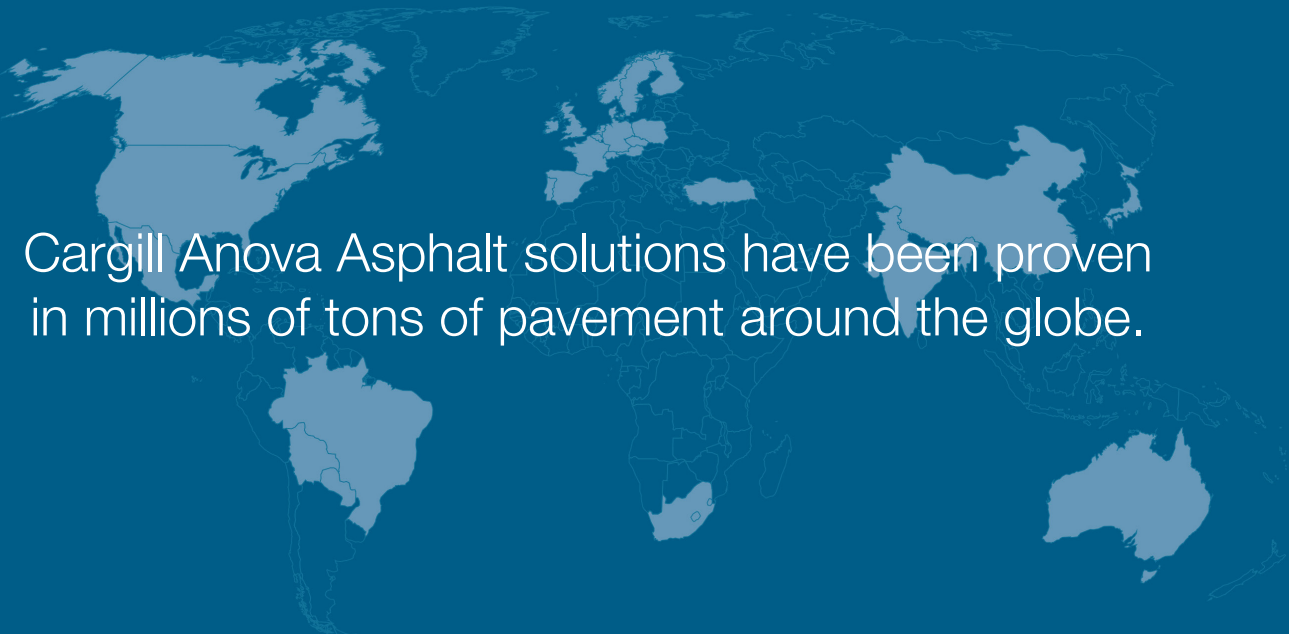 Cargill Anova Asphalt solutions have been proven
in millions of tons of pavement around the globe.